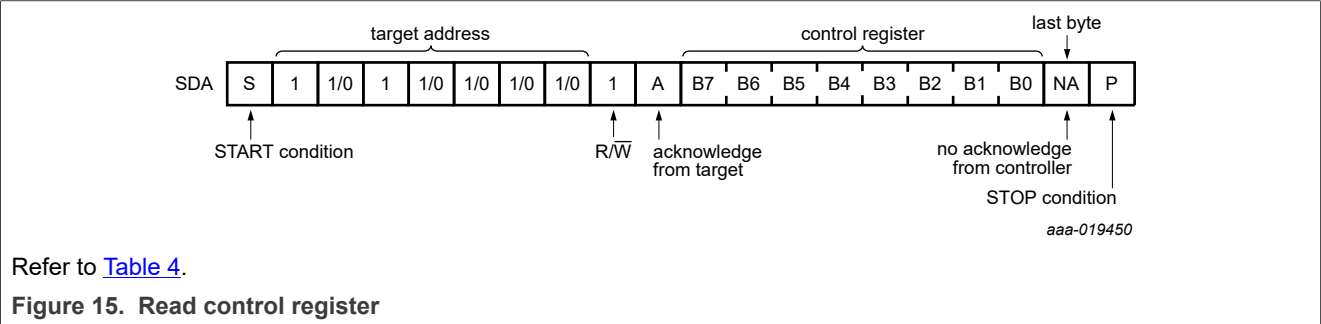 last byte
target address control register
SDA S 1 1/0 1 1/0 1/0 1/0 1/0 1 A B7 B6 B5 B4 B3 B2 B1 B0 NA P
START condition R/W̅ acknowledge no acknowledge
from target from controller
STOP condition
aaa-019450
Refer to Table 4.
Figure 15. Read control register